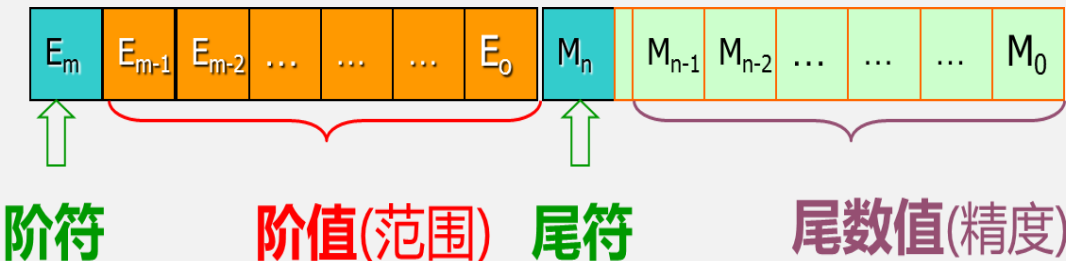 Em Em-1 Em-2 … … … Eo Mn Mn-1 Mn-2 … … … M0
阶符 阶值(范围) 尾符 尾数值(精度)